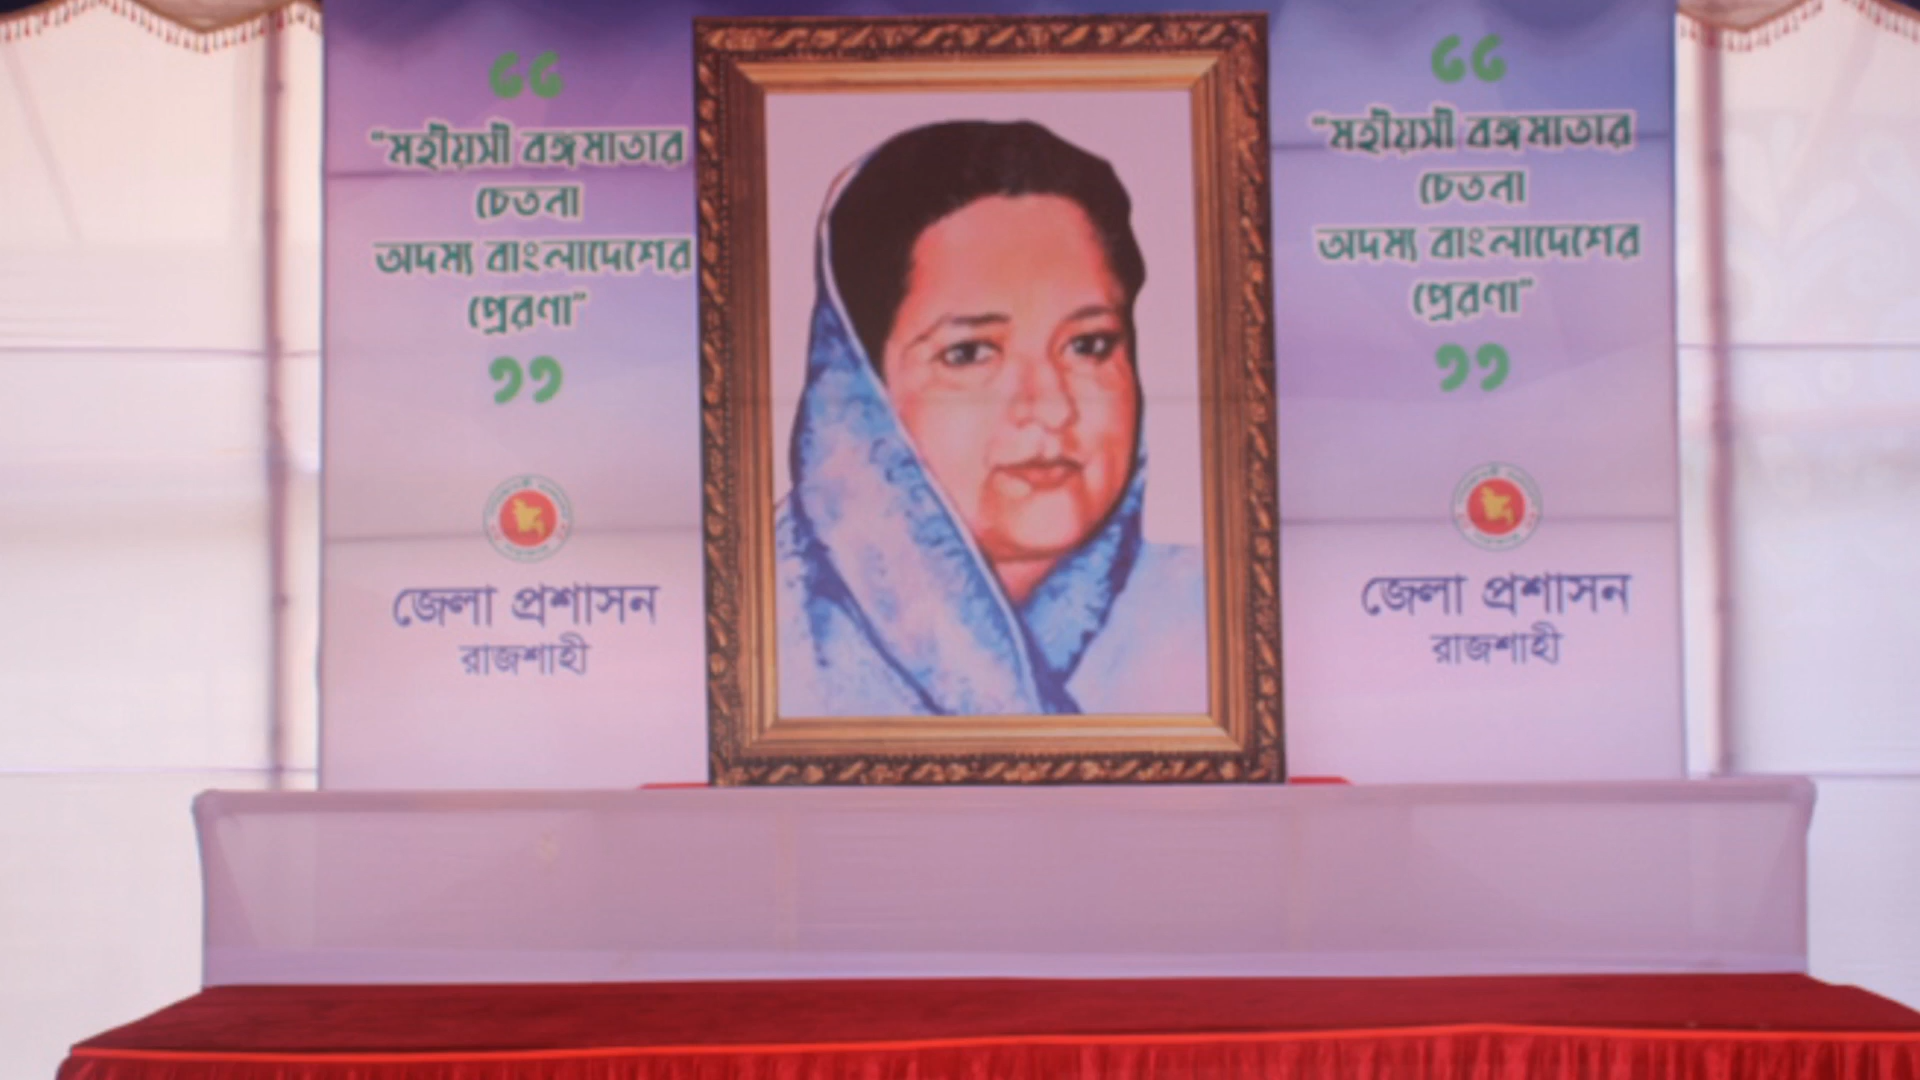 “মহীয়সী বঙ্গমাতার
চেতনা
অদম্য বাংলাদেশের
প্রেরণা”
জেলা প্রশাসন
রাজশাহী
“মহীয়সী বঙ্গমাতার
চেতনা
অদম্য বাংলাদেশের
প্রেরণা”
জেলা প্রশাসন
রাজশাহী